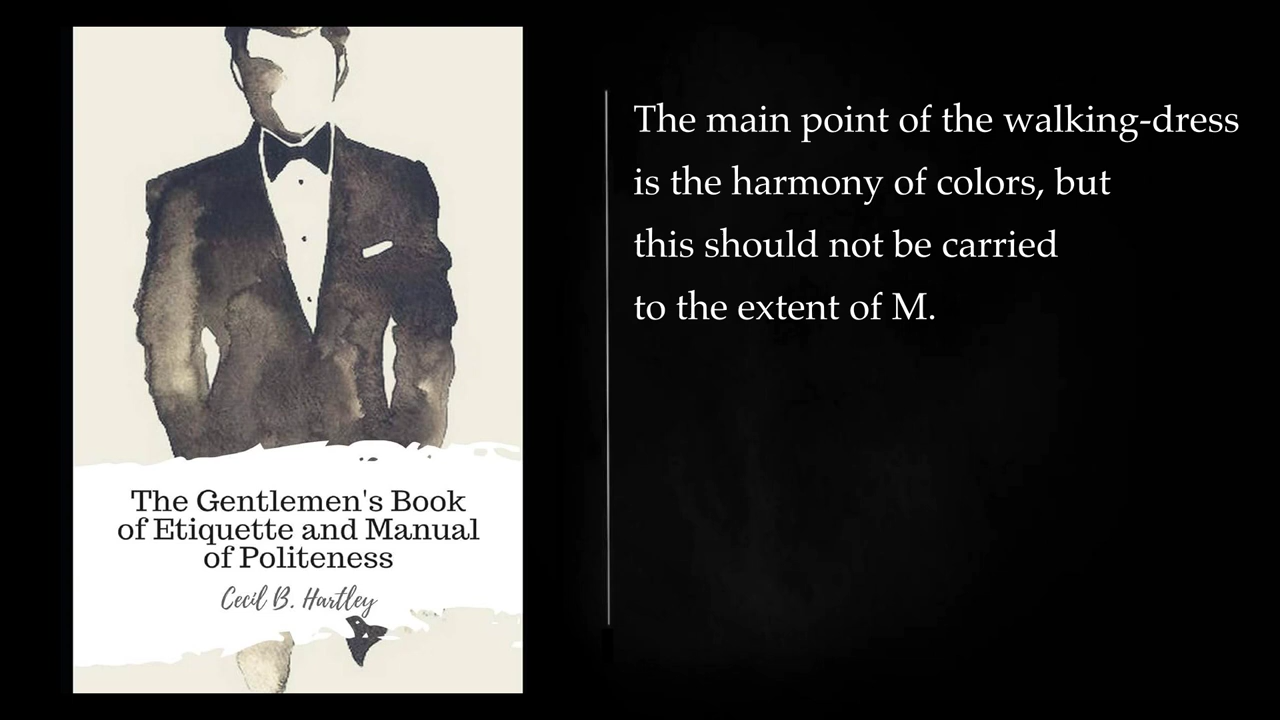 The Gentlemen's Book
of Etiquette and Manual
of Politeness
Cecil B. Hartley
The main point of the walking-dress
is the harmony of colors, but
this should not be carried
to the extent of M.